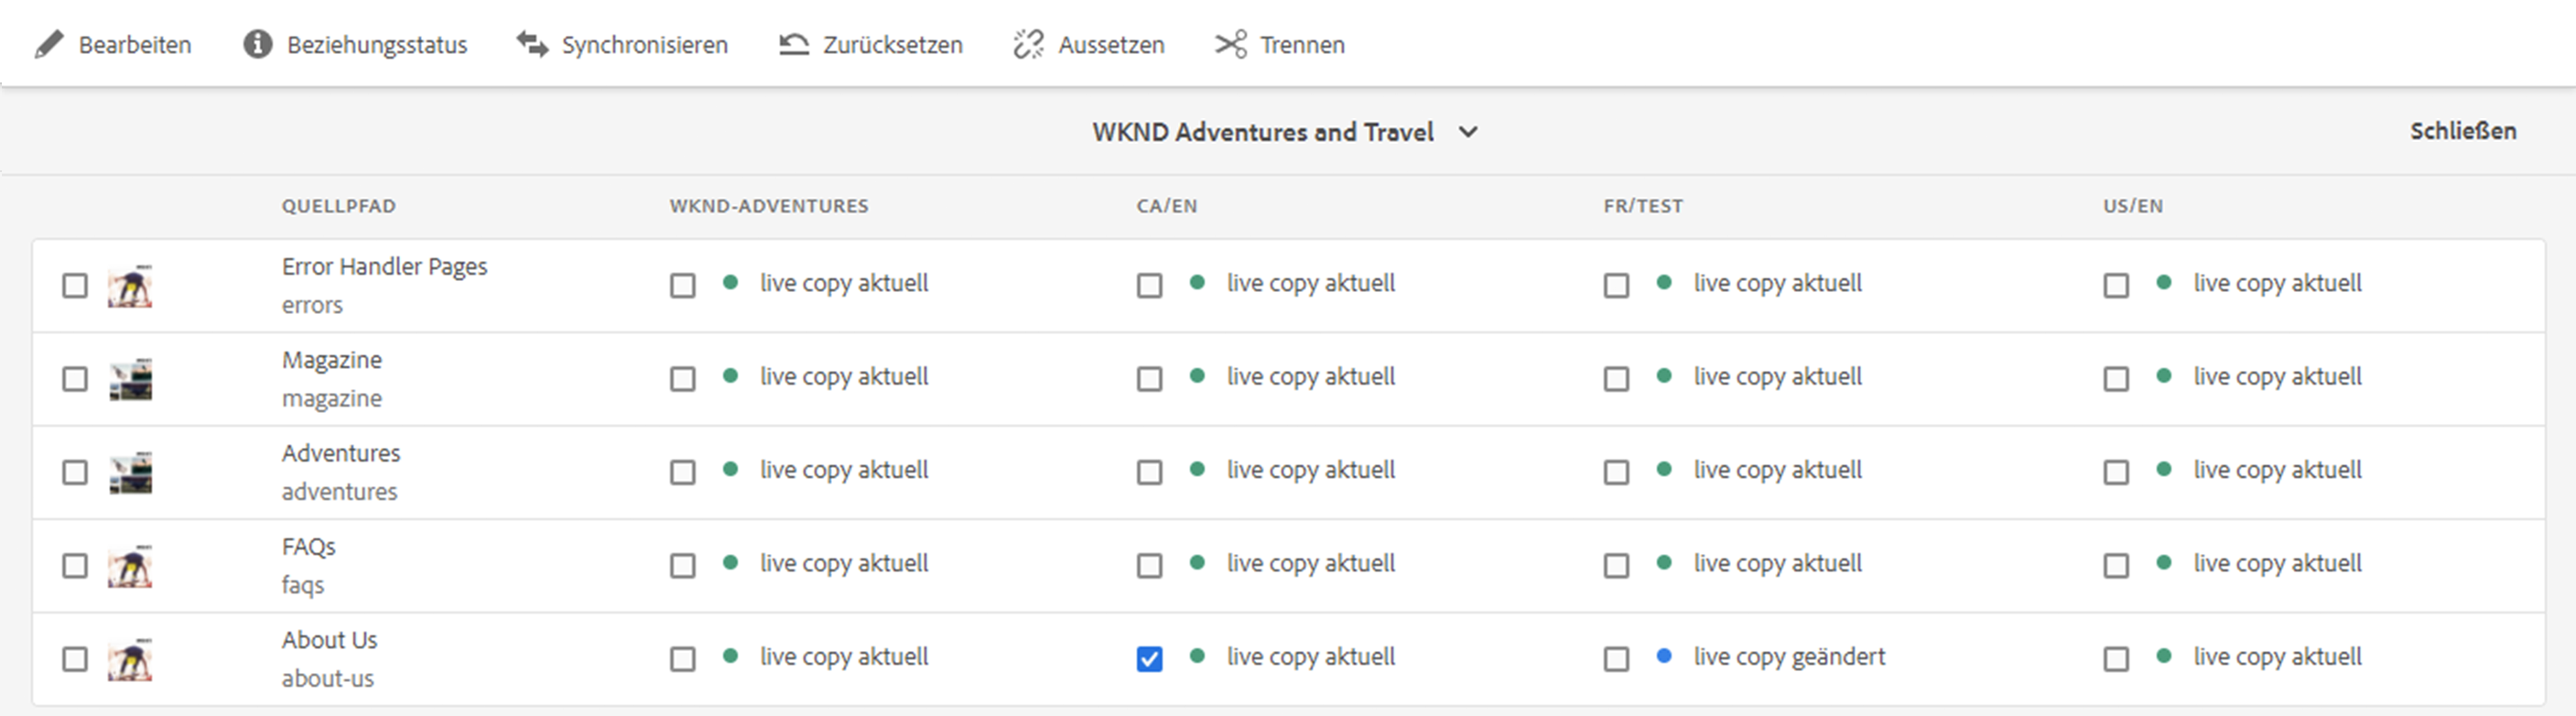 Bearbeiten Beziehungsstatus Synchronisieren Zurücksetzen Aussetzen Trennen
WKND Adventures and Travel Schließen
QUELLPFAD WKND-ADVENTURES CA/EN FR/TEST US/EN
Error Handler Pages
errors
live copy aktuell live copy aktuell live copy aktuell live copy aktuell
Magazine
magazine
live copy aktuell live copy aktuell live copy aktuell live copy aktuell
Adventures
adventures
live copy aktuell live copy aktuell live copy aktuell live copy aktuell
FAQs
faqs
live copy aktuell live copy aktuell live copy aktuell live copy aktuell
About Us
about-us
live copy aktuell live copy aktuell live copy geändert live copy aktuell